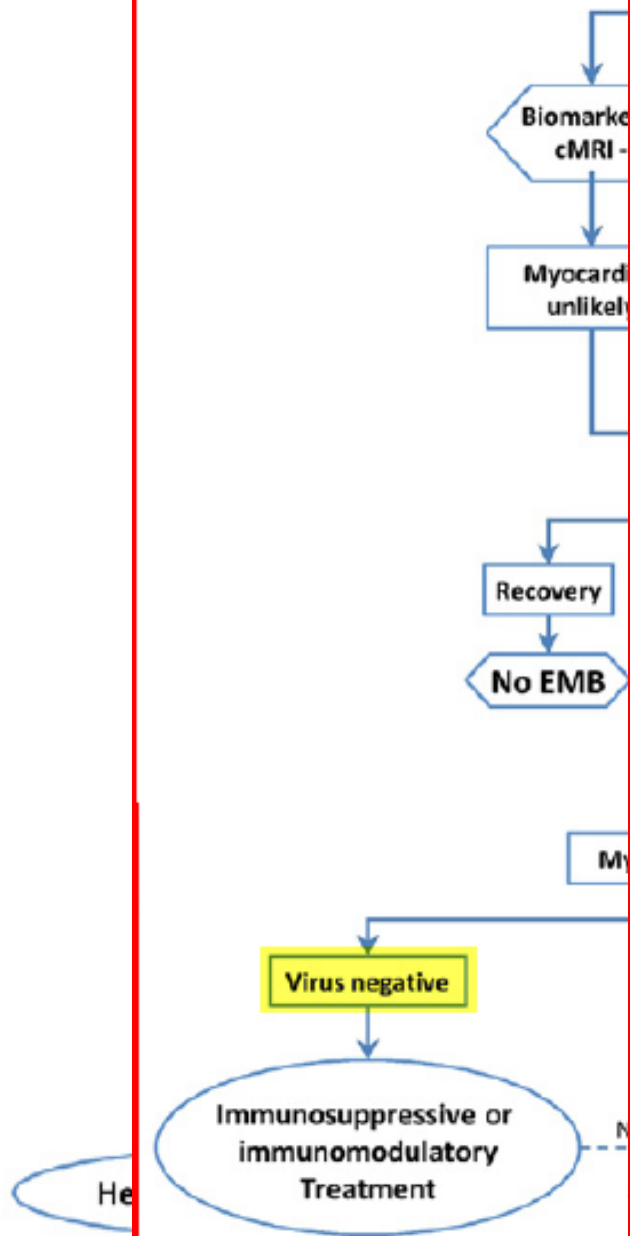 Biomarke
cMRI -
Myocardi
unlikely
Recovery
No EMB
My
Virus negative
Immunosuppressive or
immunomodulatory
Treatment
N
He